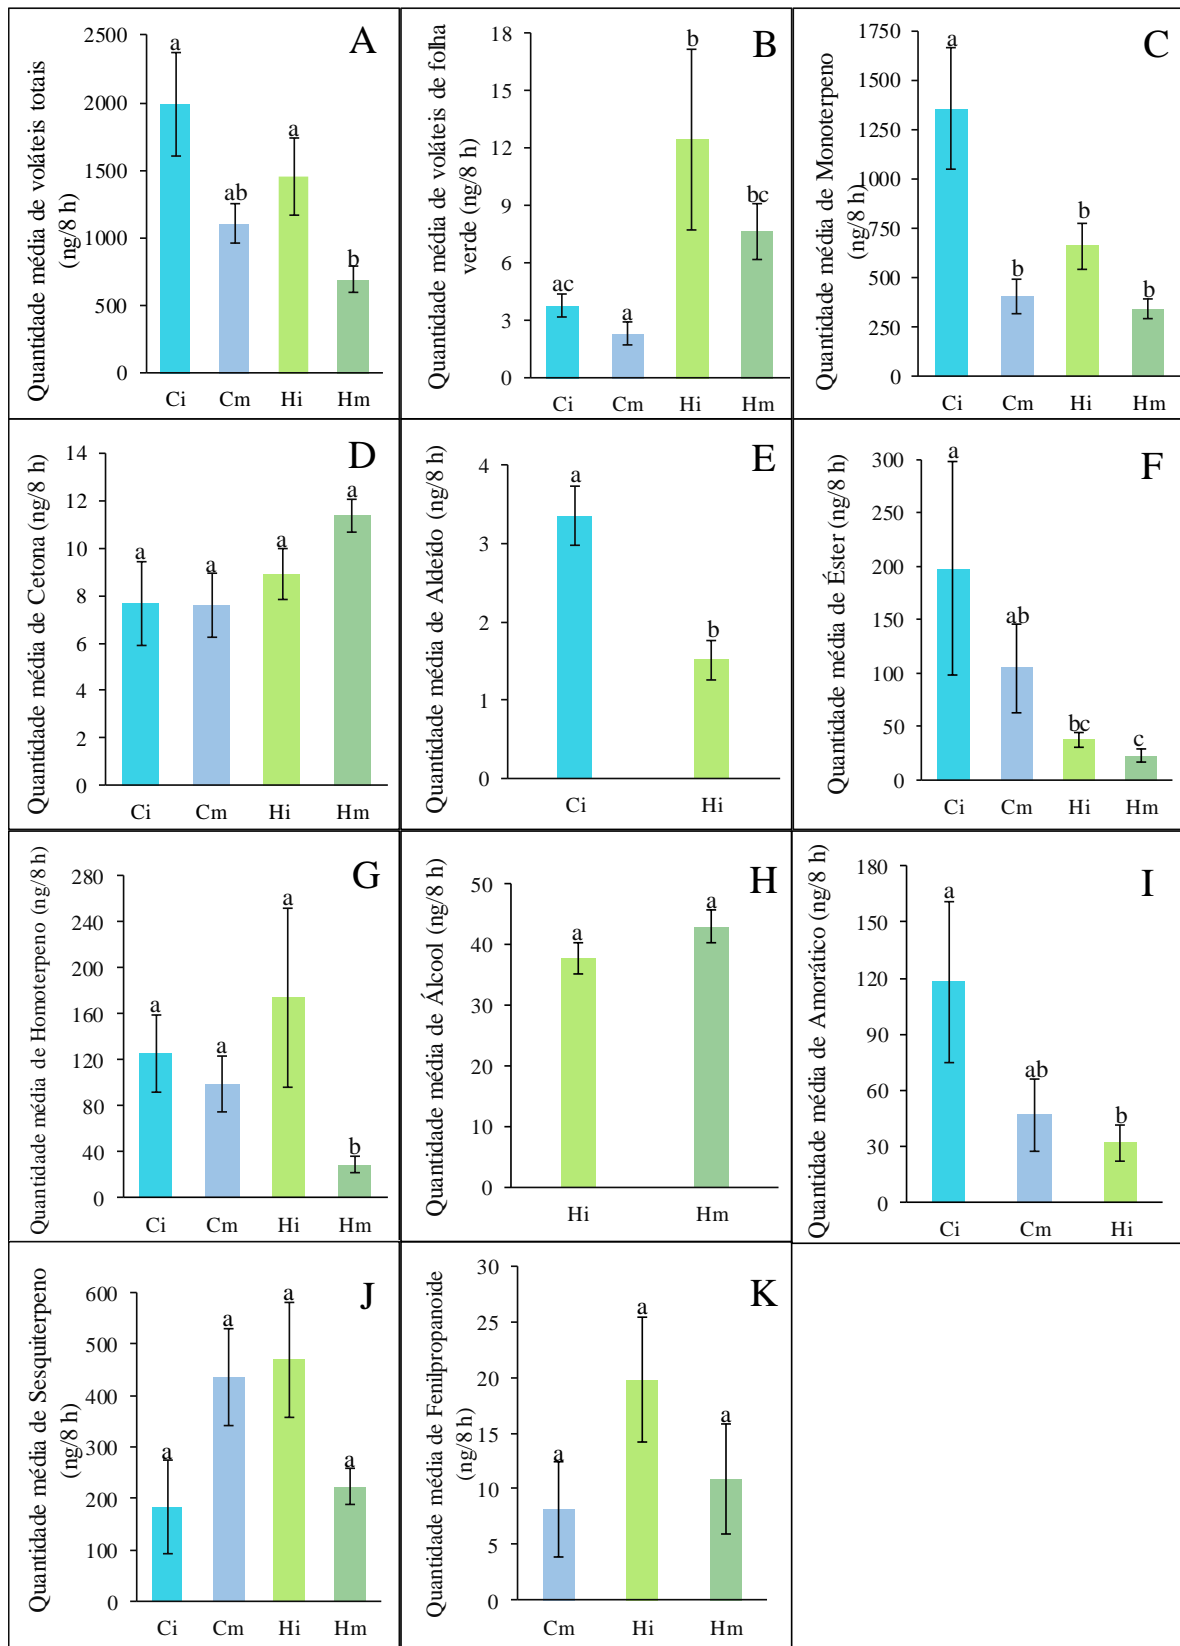 A
Quantidade média de voláteis totais
(ng/8 h)
2500
2000
1500
1000
500
0
a
ab
a
b
Ci
Cm
Hi
Hm
B
Quantidade média de voláteis de folha
verde (ng/8 h)
18
15
12
9
6
3
0
ac
a
b
bc
Ci
Cm
Hi
Hm
C
Quantidade média de Monoterpeno
(ng/8 h)
1750
1500
1250
1000
750
500
250
0
a
b
b
b
Ci
Cm
Hi
Hm
D
Quantidade média de Cetona (ng/8 h)
14
12
10
8
6
4
2
0
a
a
a
a
Ci
Cm
Hi
Hm
E
Quantidade média de Aldeído (ng/8 h)
4
3
2
1
0
a
b
Ci
Hi
F
Quantidade média de Éster (ng/8 h)
300
250
200
150
100
50
0
a
ab
bc
c
Ci
Cm
Hi
Hm
G
Quantidade média de Homoterpeno (ng/8 h)
280
240
200
160
120
80
40
0
a
a
a
b
Ci
Cm
Hi
Hm
H
Quantidade média de Álcool (ng/8 h)
50
40
30
20
10
0
a
a
Hi
Hm
I
Quantidade média de Amorático (ng/8 h)
180
150
120
90
60
30
0
a
ab
b
Ci
Cm
Hi
J
Quantidade média de Sesquiterpeno
(ng/8 h)
600
500
400
300
200
100
0
a
a
a
a
Ci
Cm
Hi
Hm
K
Quantidade média de Fenilpropanoide
(ng/8 h)
30
25
20
15
10
5
0
a
a
a
Cm
Hi
Hm